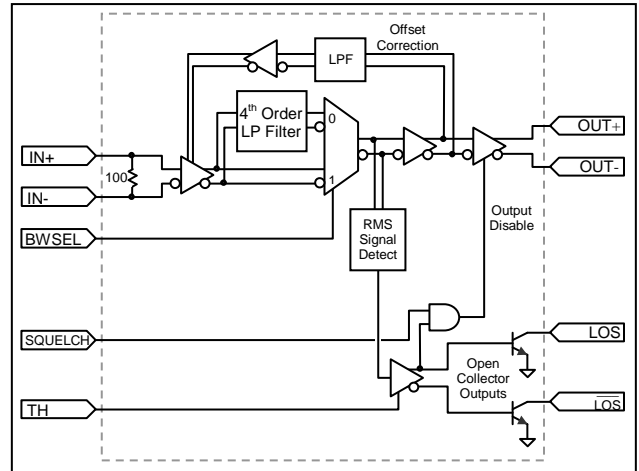 Offset
Correction
LPF
4th Order
LP Filter
0
1
IN+
100
IN-
BWSEL
OUT+
OUT-
RMS
Signal
Detect
Output
Disable
SQUELCH
LOS
Open
Collector
Outputs
TH
LOS